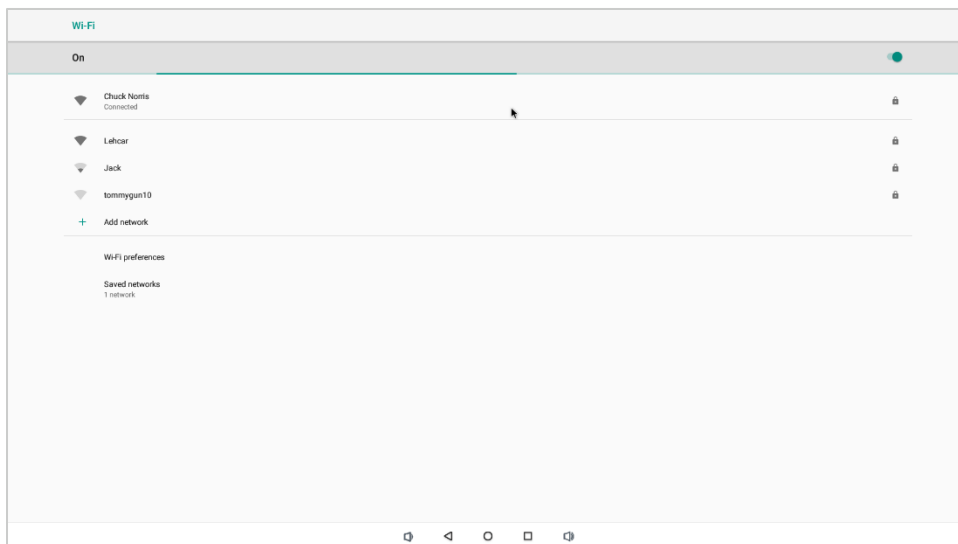 Wi-Fi
On
Chuck Norris
Connected
Lehcar
Jack
tommygun10
Add network
Wi-Fi preferences
Saved networks
1 network